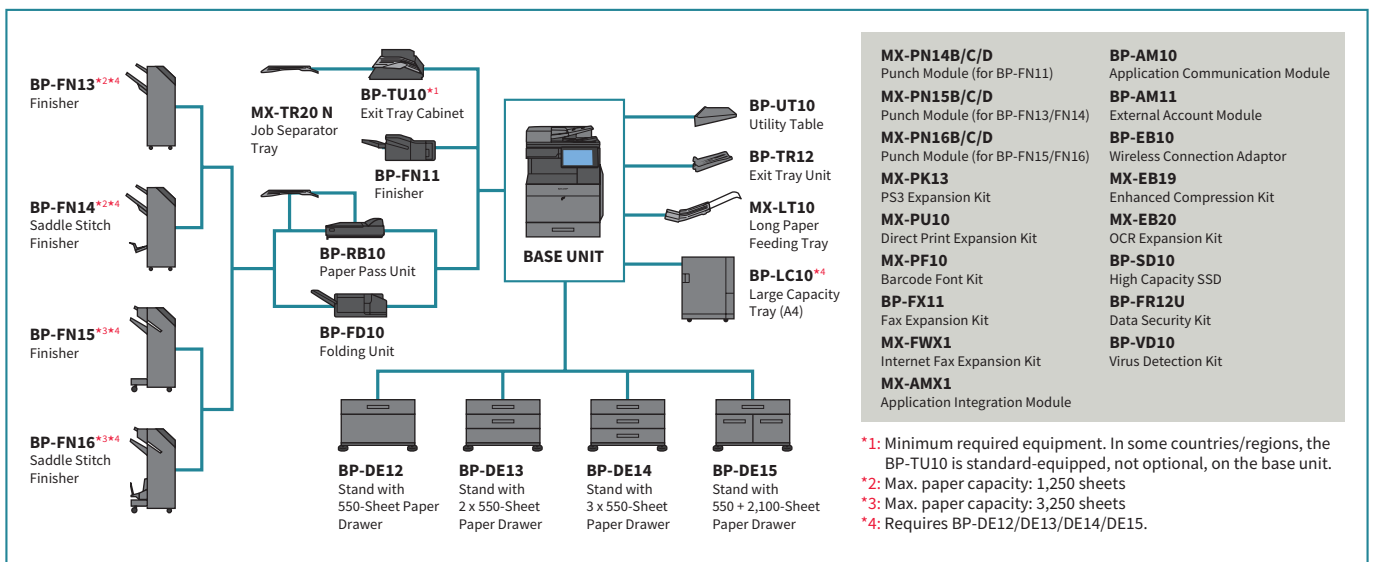 BP-FN13*2*4
Finisher
BP-FN14*2*4
Saddle Stitch
Finisher
BP-FN15*3*4
Finisher
BP-FN16*3*4
Saddle Stitch
Finisher
MX-TR20 N
Job Separator
Tray
BP-TU10*1
Exit Tray Cabinet
BP-FN11
Finisher
BP-RB10
Paper Pass Unit
BP-FD10
Folding Unit
BASE UNIT
BP-UT10
Utility Table
BP-TR12
Exit Tray Unit
MX-LT10
Long Paper
Feeding Tray
BP-LC10*4
Large Capacity
Tray (A4)
BP-DE12
Stand with
550-Sheet Paper
Drawer
BP-DE13
Stand with
2 x 550-Sheet
Paper Drawer
BP-DE14
Stand with
3 x 550-Sheet
Paper Drawer
BP-DE15
Stand with
550 + 2,100-Sheet
Paper Drawer
MX-PN14B/C/D
Punch Module (for BP-FN11)
MX-PN15B/C/D
Punch Module (for BP-FN13/FN14)
MX-PN16B/C/D
Punch Module (for BP-FN15/FN16)
MX-PK13
PS3 Expansion Kit
MX-PU10
Direct Print Expansion Kit
MX-PF10
Barcode Font Kit
BP-FX11
Fax Expansion Kit
MX-FWX1
Internet Fax Expansion Kit
MX-AMX1
Application Integration Module
BP-AM10
Application Communication Module
BP-AM11
External Account Module
BP-EB10
Wireless Connection Adaptor
MX-EB19
Enhanced Compression Kit
MX-EB20
OCR Expansion Kit
BP-SD10
High Capacity SSD
BP-FR12U
Data Security Kit
BP-VD10
Virus Detection Kit
*1: Minimum required equipment. In some countries/regions, the
BP-TU10 is standard-equipped, not optional, on the base unit.
*2: Max. paper capacity: 1,250 sheets
*3: Max. paper capacity: 3,250 sheets
*4: Requires BP-DE12/DE13/DE14/DE15.